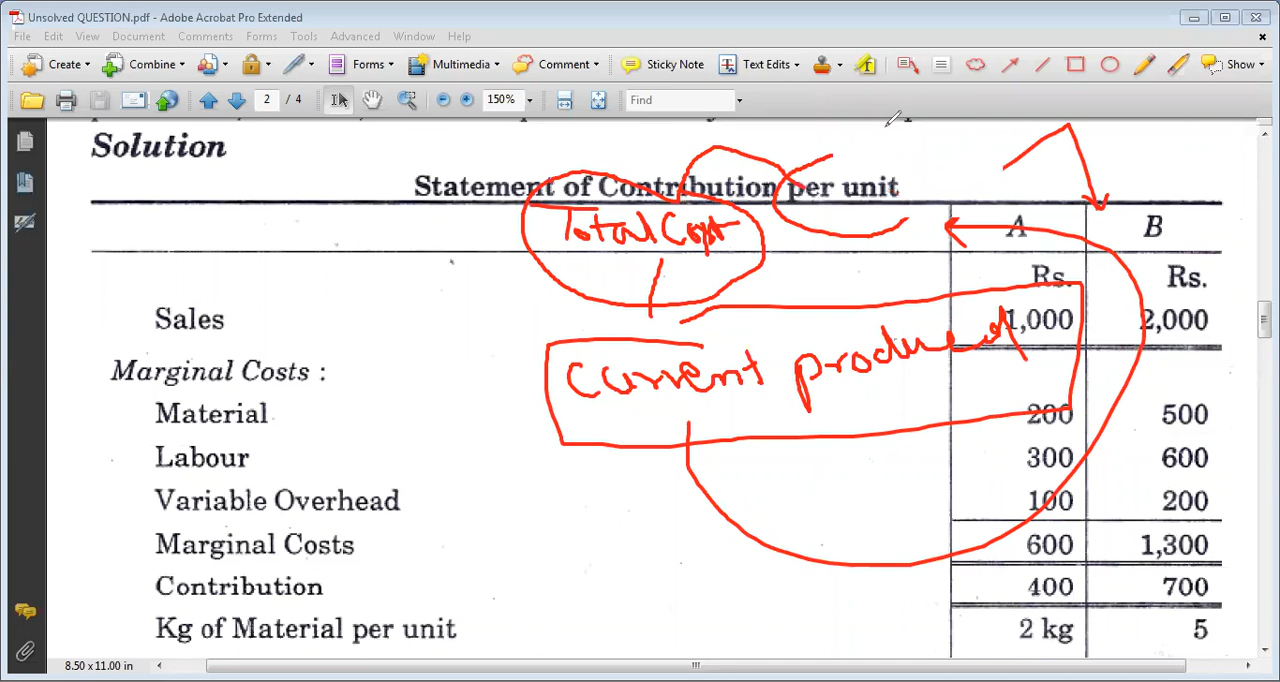 Unsolved QUESTION.pdf - Adobe Acrobat Pro Extended
File Edit View Document Comments Forms Tools Advanced Window Help
Create Combine Forms Multimedia Comment Sticky Note Text Edits Show
2 / 4 150% Find
Solution
Statement of Contribution per unit
Total Cost
A B
Rs. Rs.
Sales 1,000 2,000
Current produced
Marginal Costs :
Material 200 500
Labour 300 600
Variable Overhead 100 200
Marginal Costs 600 1,300
Contribution 400 700
Kg of Material per unit 2 kg 5
8.50 x 11.00 in